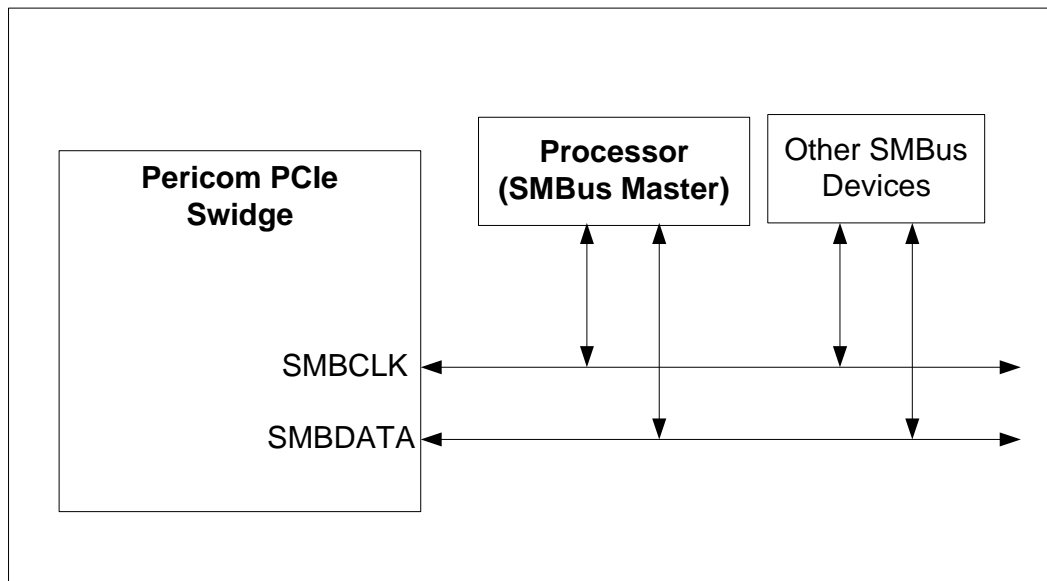 Pericom PCIe
Swidge
Processor
(SMBus Master)
Other SMBus
Devices
SMBCLK
SMBDATA